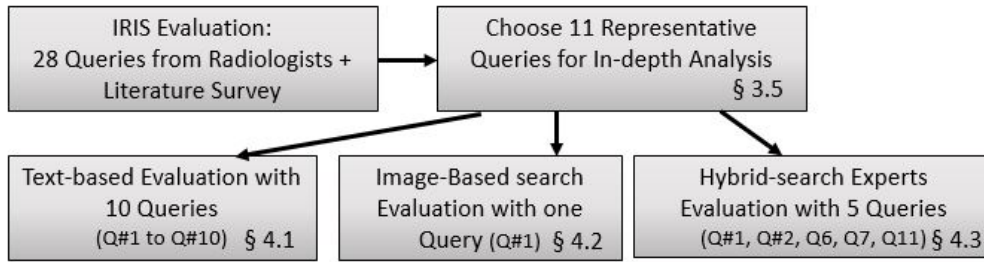 IRIS Evaluation:
28 Queries from Radiologists +
Literature Survey
Choose 11 Representative
Queries for In-depth Analysis
§ 3.5
Text-based Evaluation with
10 Queries
(Q#1 to Q#10) § 4.1
Image-Based search
Evaluation with one
Query (Q#1) § 4.2
Hybrid-search Experts
Evaluation with 5 Queries
(Q#1, Q#2, Q6, Q7, Q11) § 4.3